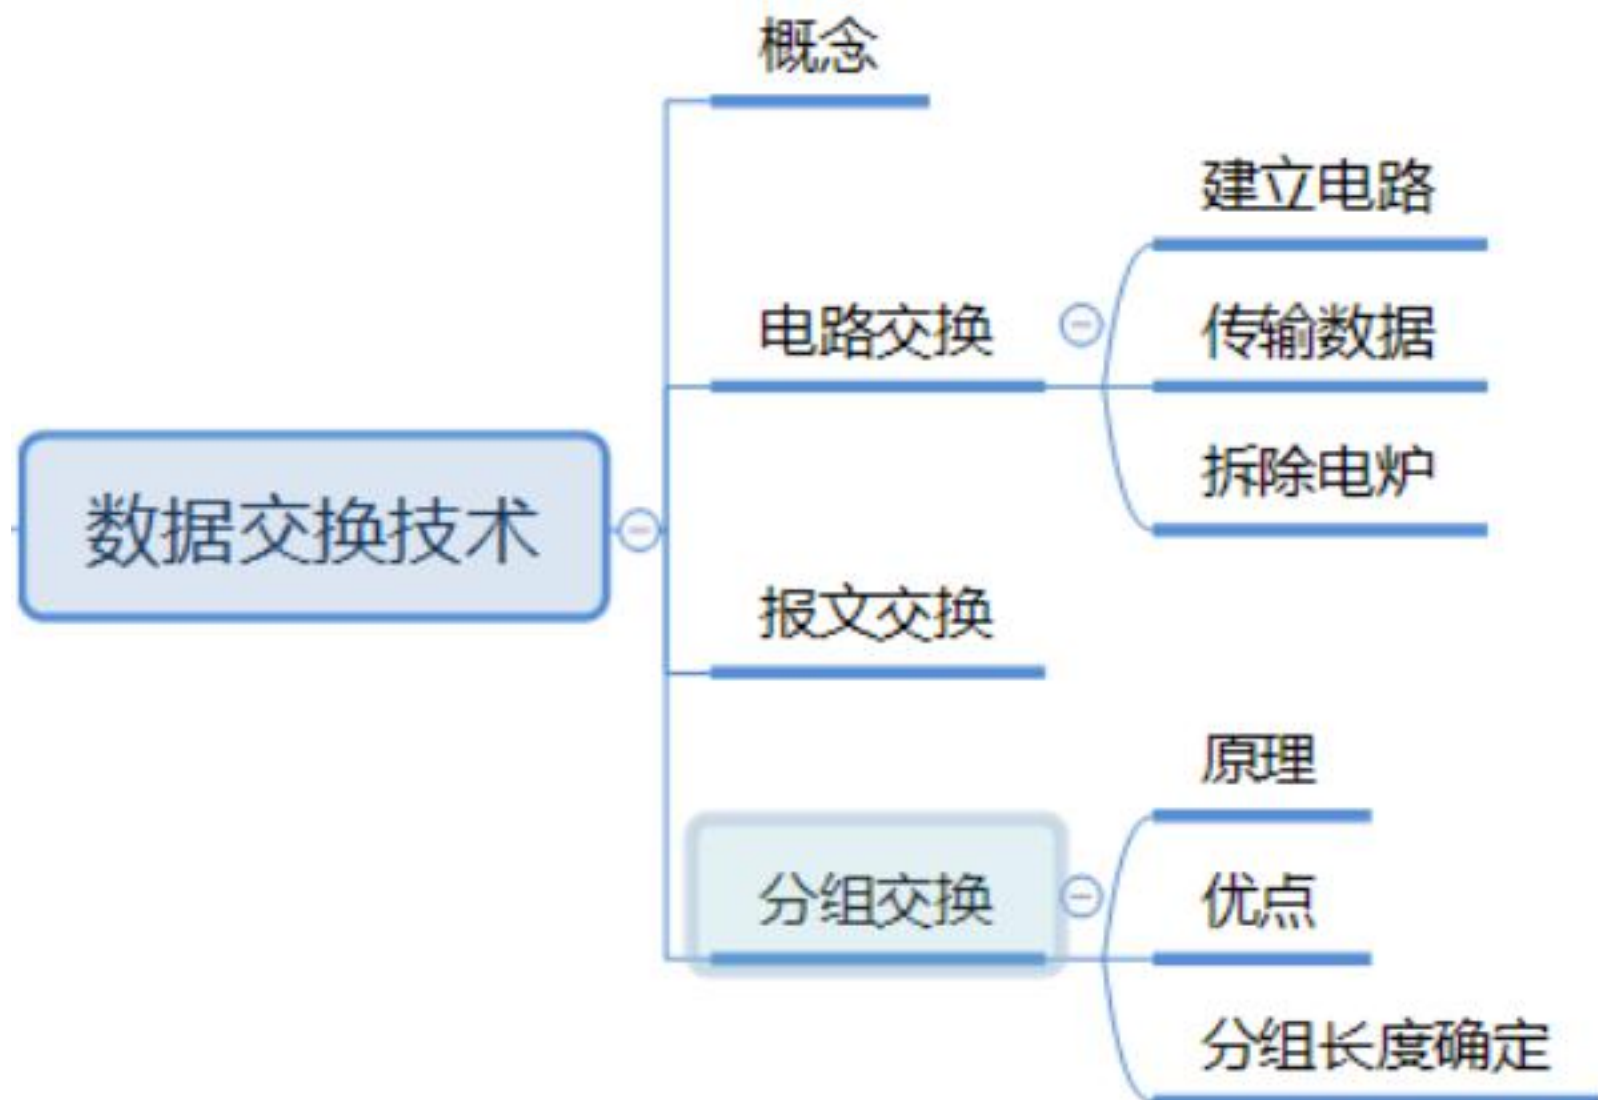 概念
建立电路
电路交换
传输数据
拆除电炉
数据交换技术
报文交换
原理
分组交换
优点
分组长度确定